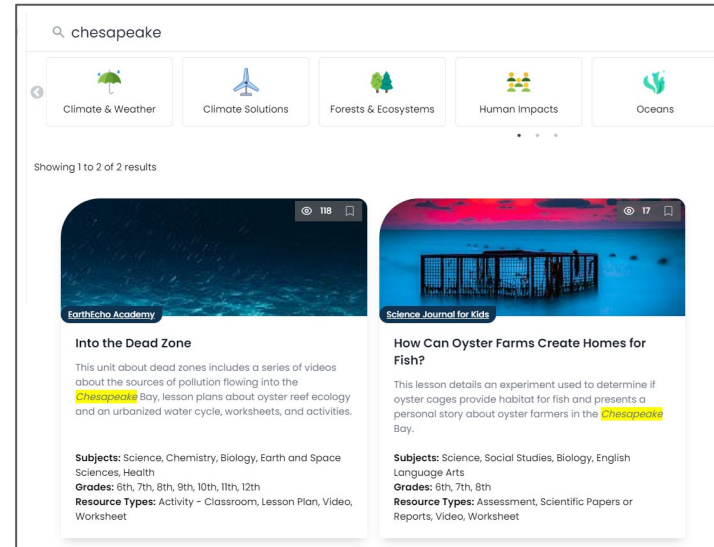 chesapeake
Climate & Weather
Climate Solutions
Forests & Ecosystems
Human Impacts
Oceans
Showing 1 to 2 of 2 results
118
EarthEcho Academy
Into the Dead Zone
This unit about dead zones includes a series of videos
about the sources of pollution flowing into the
Chesapeake Bay, lesson plans about oyster reef ecology
and an urbanized water cycle, worksheets, and activities.
Subjects: Science, Chemistry, Biology, Earth and Space
Sciences, Health
Grades: 6th, 7th, 8th, 9th, 10th, 11th, 12th
Resource Types: Activity - Classroom, Lesson Plan, Video,
Worksheet
17
Science Journal for Kids
How Can Oyster Farms Create Homes for
Fish?
This lesson details an experiment used to determine if
oyster cages provide habitat for fish and presents a
personal story about oyster farmers in the Chesapeake
Bay.
Subjects: Science, Social Studies, Biology, English
Language Arts
Grades: 6th, 7th, 8th
Resource Types: Assessment, Scientific Papers or
Reports, Video, Worksheet